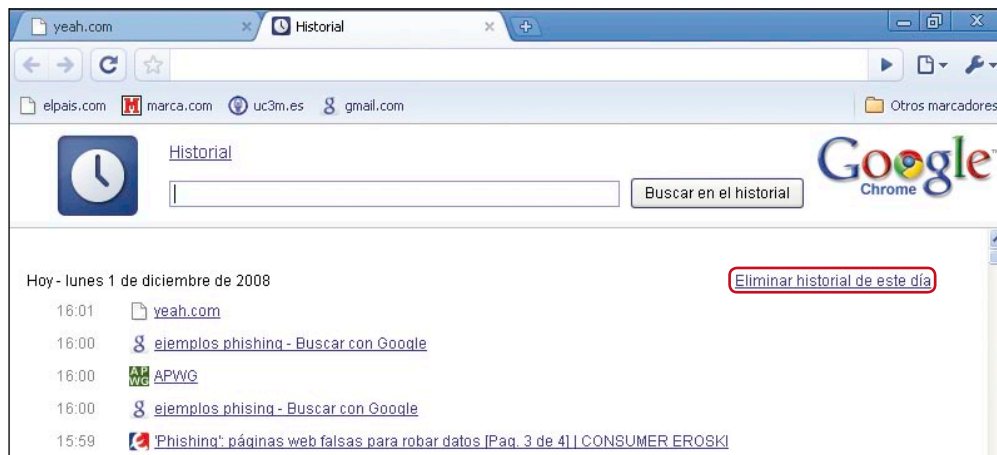 yeah.com Historial
elpais.com marca.com uc3m.es gmail.com Otros marcadores
Historial
Buscar en el historial
Google
Chrome
Hoy - lunes 1 de diciembre de 2008 Eliminar historial de este día
16:01 yeah.com
16:00 ejemplos phishing - Buscar con Google
16:00 APWG
16:00 ejemplos phising - Buscar con Google
15:59 'Phishing': páginas web falsas para robar datos [Pag. 3 de 4] | CONSUMER EROSKI